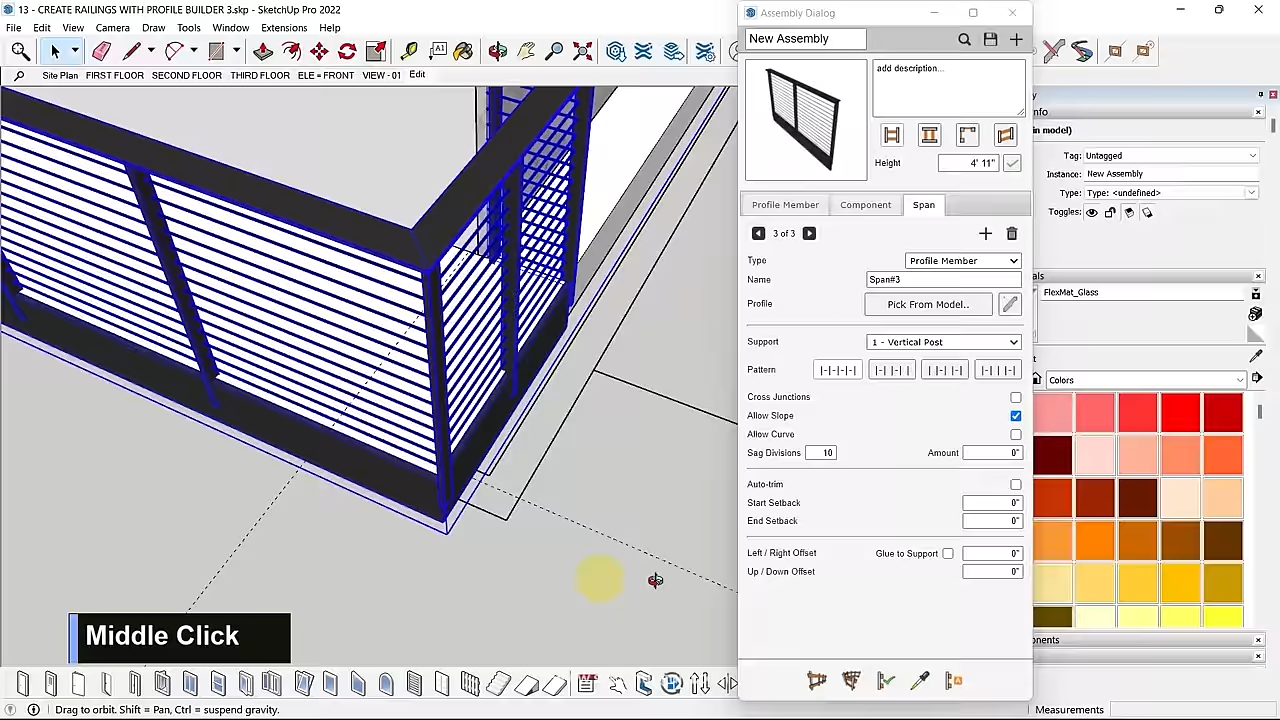 13 - CREATE RAILINGS WITH PROFILE BUILDER 3.skp - SketchUp Pro 2022
File Edit View Camera Draw Tools Window Extensions Help
Site Plan FIRST FLOOR SECOND FLOOR THIRD FLOOR ELE = FRONT VIEW - 01 Edit
Assembly Dialog
New Assembly
add description...
Height 4' 11"
Profile Member Component Span
3 of 3
Type Profile Member
Name Span#3
Profile Pick From Model..
Support 1 - Vertical Post
Pattern
Cross Junctions
Allow Slope
Allow Curve
Sag Divisions 10 Amount 0"
Auto-trim
Start Setback 0"
End Setback 0"
Left / Right Offset Glue to Support 0"
Up / Down Offset 0"
y
nfo
in model)
Tag: Untagged
Instance: New Assembly
Type: Type: <undefined>
Toggles:
als
FlexMat_Glass
t
Colors
onents
Middle Click
Drag to orbit. Shift = Pan, Ctrl = suspend gravity.
Measurements